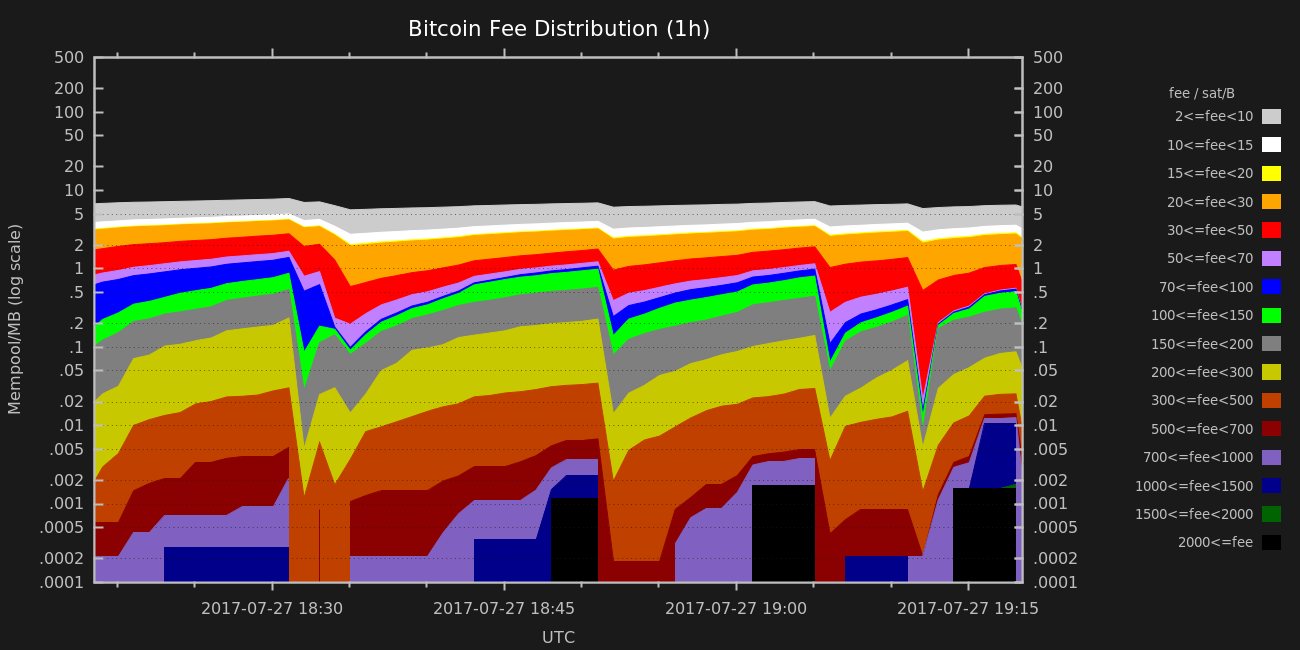 Bitcoin Fee Distribution (1h)
Mempool/MB (log scale)
500
200
100
50
20
10
5
2
1
.5
.2
.1
.05
.02
.01
.005
.002
.001
.0005
.0002
.0001
500
200
100
50
20
10
5
2
1
.5
.2
.1
.05
.02
.01
.005
.002
.001
.0005
.0002
.0001
2017-07-27 18:30 2017-07-27 18:45 2017-07-27 19:00 2017-07-27 19:15
UTC
fee / sat/B
2<=fee<10
10<=fee<15
15<=fee<20
20<=fee<30
30<=fee<50
50<=fee<70
70<=fee<100
100<=fee<150
150<=fee<200
200<=fee<300
300<=fee<500
500<=fee<700
700<=fee<1000
1000<=fee<1500
1500<=fee<2000
2000<=fee